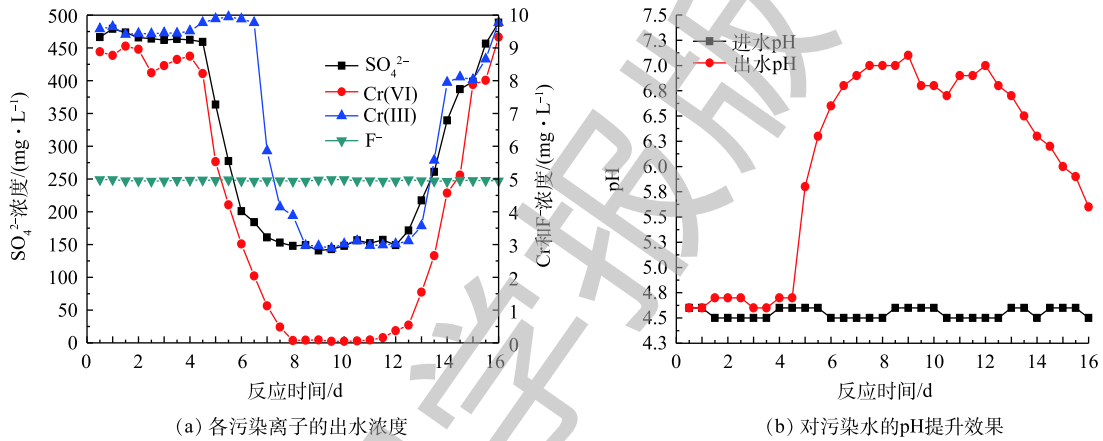 500
450
400
350
300
250
200
150
100
50
0
SO₄²⁻浓度/(mg·L⁻¹)
SO₄²⁻
Cr(VI)
Cr(III)
F⁻
10
9
8
7
6
5
4
3
2
1
0
Cr和F⁻浓度/(mg·L⁻¹)
0 2 4 6 8 10 12 14 16
反应时间/d
(a) 各污染离子的出水浓度
7.5
7.3
7.0
6.8
6.5
6.3
6.0
5.8
5.5
5.3
5.0
4.8
4.5
4.3
pH
进水pH
出水pH
0 2 4 6 8 10 12 14 16
反应时间/d
(b) 对污染水的pH提升效果
学报版